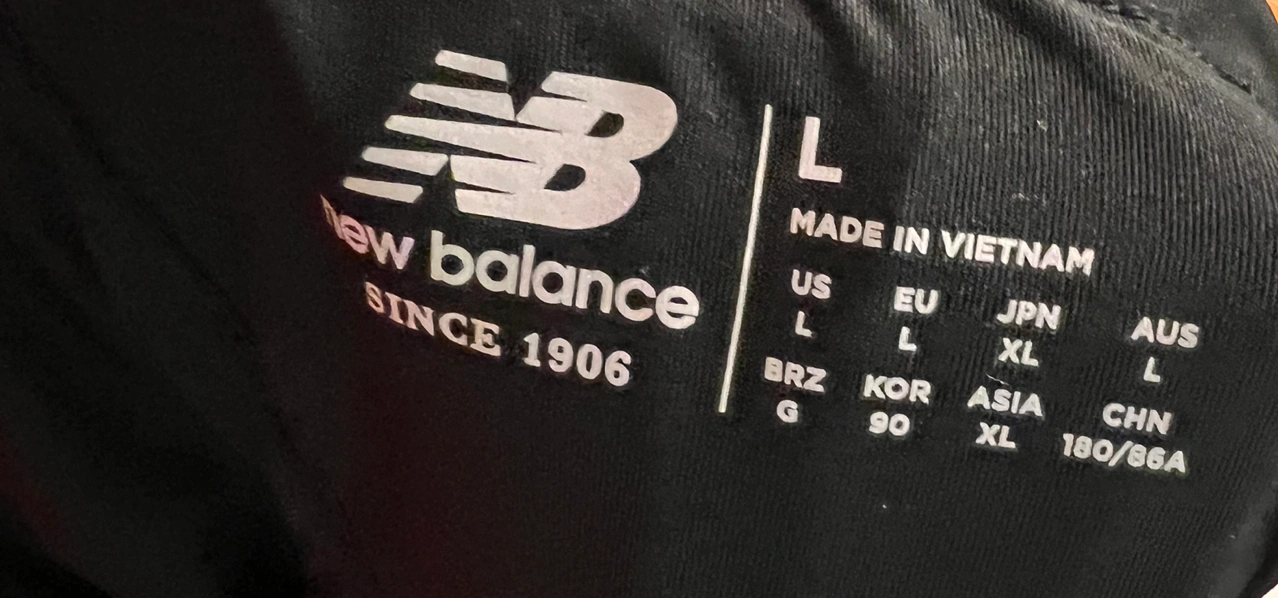 NB
new balance
SINCE 1906
L
MADE IN VIETNAM
US EU JPN AUS
L L XL L
BRZ KOR ASIA CHN
G 90 XL 180/86A